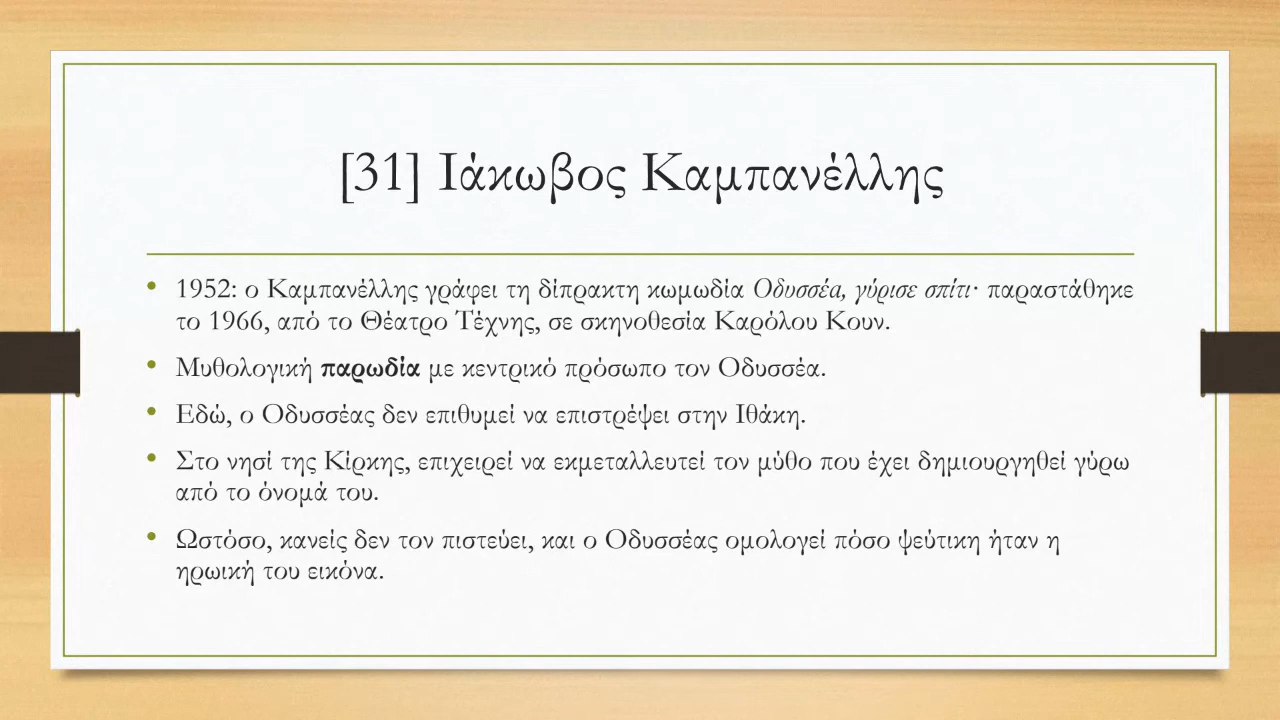 [31] Ιάκωβος Καμπανέλλης
• 1952: ο Καμπανέλλης γράφει τη δίπρακτη κωμωδία Οδυσσέα, γύρισε σπίτι· παραστάθηκε
το 1966, από το Θέατρο Τέχνης, σε σκηνοθεσία Καρόλου Κουν.
• Μυθολογική παρωδία με κεντρικό πρόσωπο τον Οδυσσέα.
• Εδώ, ο Οδυσσέας δεν επιθυμεί να επιστρέψει στην Ιθάκη.
• Στο νησί της Κίρκης, επιχειρεί να εκμεταλλευτεί τον μύθο που έχει δημιουργηθεί γύρω
από το όνομά του.
• Ωστόσο, κανείς δεν τον πιστεύει, και ο Οδυσσέας ομολογεί πόσο ψεύτικη ήταν η
ηρωική του εικόνα.